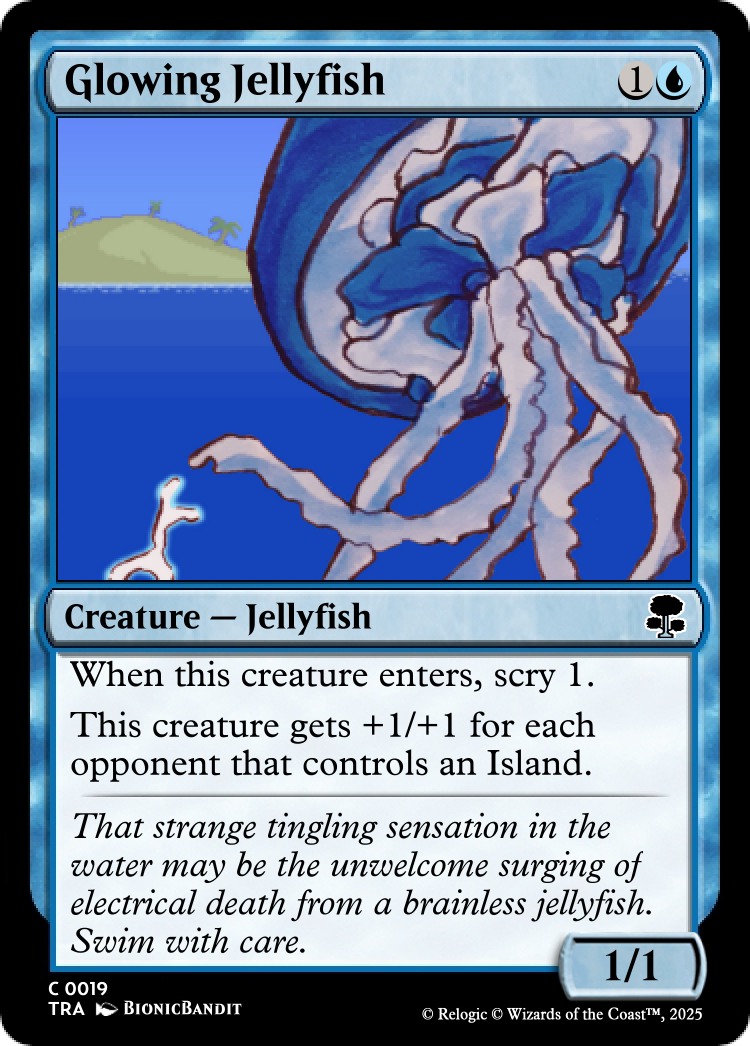 Glowing Jellyfish 1
Creature — Jellyfish
When this creature enters, scry 1.
This creature gets +1/+1 for each
opponent that controls an Island.
That strange tingling sensation in the
water may be the unwelcome surging of
electrical death from a brainless jellyfish.
Swim with care.
1/1
C 0019
TRA BionicBandit
© Relogic © Wizards of the Coast™, 2025